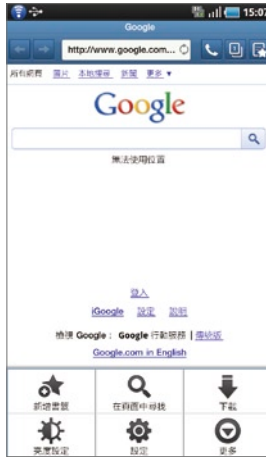 15:07
Google
http://www.google.com...
所有網頁 圖片 本地搜尋 新聞 更多 ▼
Google
無法使用位置
登入
iGoogle 設定 說明
檢視 Google： Google 行動服務 | 傳統版
Google.com in English
新增書籤 在頁面中尋找 下載
亮度設定 設定 更多